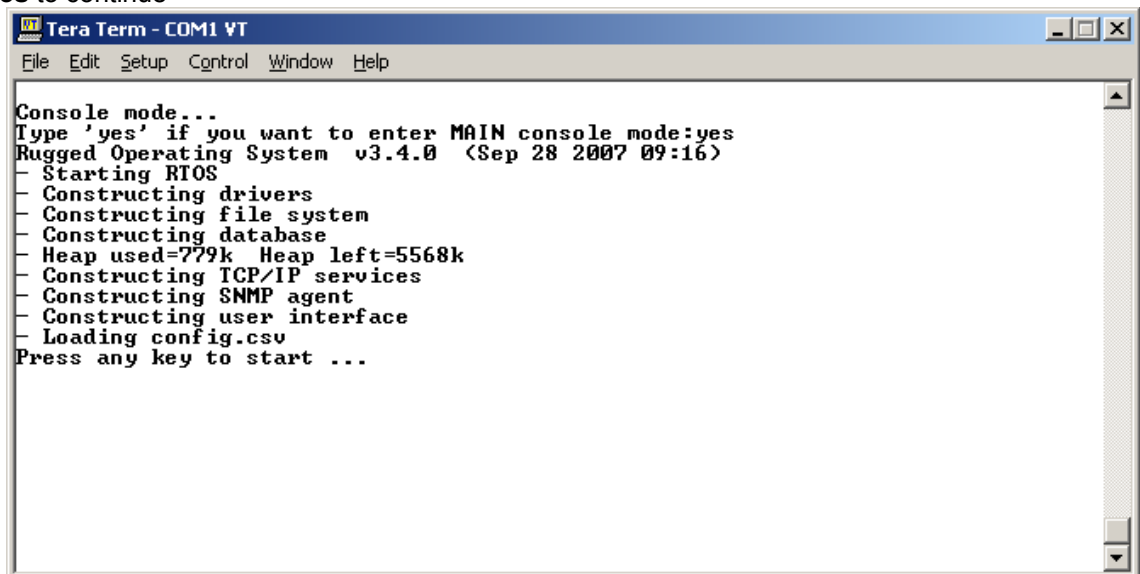 to continue
Tera Term - COM1 VT
File Edit Setup Control Window Help
Console mode...
Type 'yes' if you want to enter MAIN console mode:yes
Rugged Operating System v3.4.0 (Sep 28 2007 09:16)
- Starting RTOS
- Constructing drivers
- Constructing file system
- Constructing database
- Heap used=779k Heap left=5568k
- Constructing TCP/IP services
- Constructing SNMP agent
- Constructing user interface
- Loading config.csv
Press any key to start ...